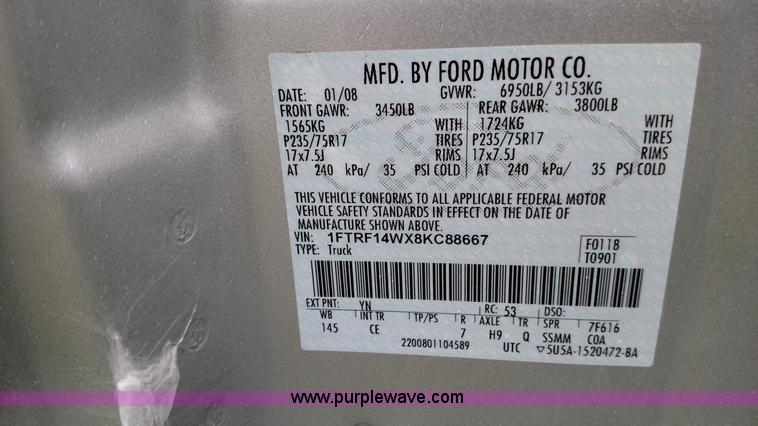 MFD. BY FORD MOTOR CO.
DATE: 01/08 GVWR: 6950LB/ 3153KG
FRONT GAWR: 3450LB REAR GAWR: 3800LB
1565KG WITH 1724KG WITH
P235/75R17 TIRES P235/75R17 TIRES
17x7.5J RIMS 17x7.5J RIMS
AT 240 kPa/ 35 PSI COLD AT 240 kPa/ 35 PSI COLD
THIS VEHICLE CONFORMS TO ALL APPLICABLE FEDERAL MOTOR
VEHICLE SAFETY STANDARDS IN EFFECT ON THE DATE OF
MANUFACTURE SHOWN ABOVE.
VIN: 1FTRF14WX8KC88667 F0118
TYPE: Truck T0901
EXT PNT: YN RC: 53 DSO:
WB INT TR TP/PS R AXLE TR SPR 7F616
145 CE 7 H9 Q SSMM COA
2200801104589 UTC ▽5U5A-1520472-BA
www.purplewave.com